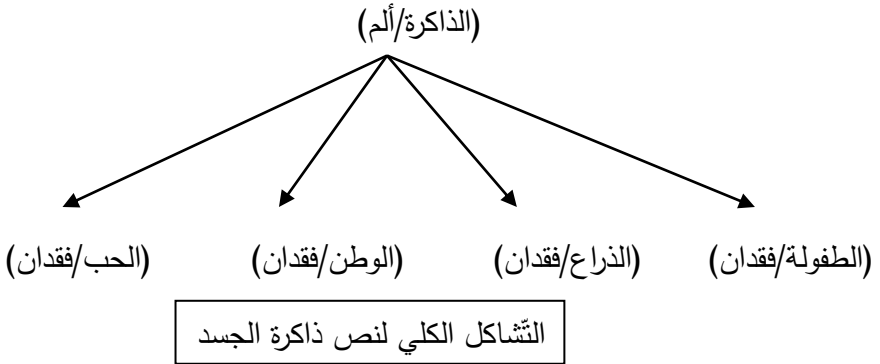 (الذاكرة/ألم)
(الطفولة/فقدان) (الذراع/فقدان) (الوطن/فقدان) (الحب/فقدان)
التّشاكل الكلي لنص ذاكرة الجسد